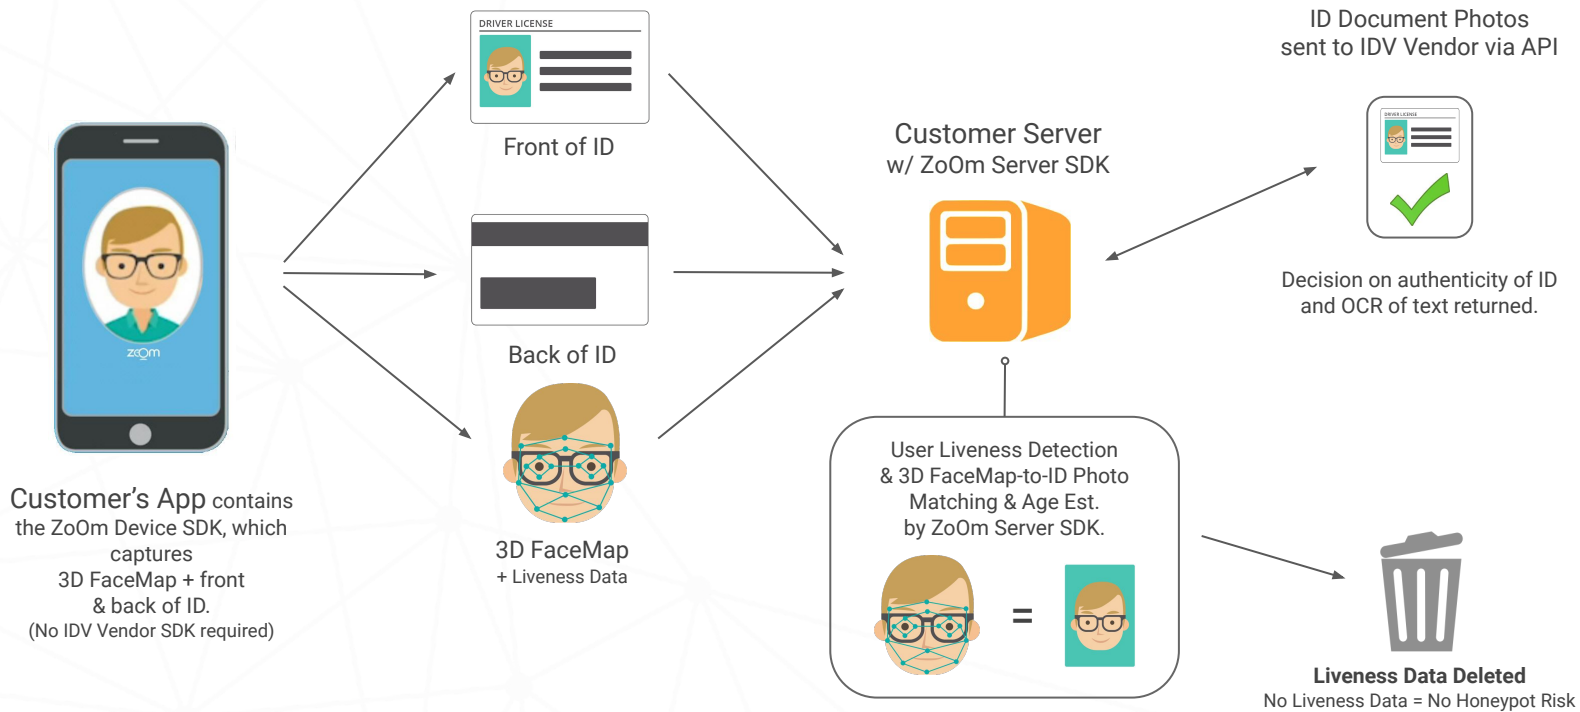 zoOm
Customer's App contains
the ZoOm Device SDK, which
captures
3D FaceMap + front
& back of ID.
(No IDV Vendor SDK required)
DRIVER LICENSE
Front of ID
Back of ID
3D FaceMap
+ Liveness Data
Customer Server
w/ ZoOm Server SDK
User Liveness Detection
& 3D FaceMap-to-ID Photo
Matching & Age Est.
by ZoOm Server SDK.
=
ID Document Photos
sent to IDV Vendor via API
DRIVER LICENSE
Decision on authenticity of ID
and OCR of text returned.
Liveness Data Deleted
No Liveness Data = No Honeypot Risk